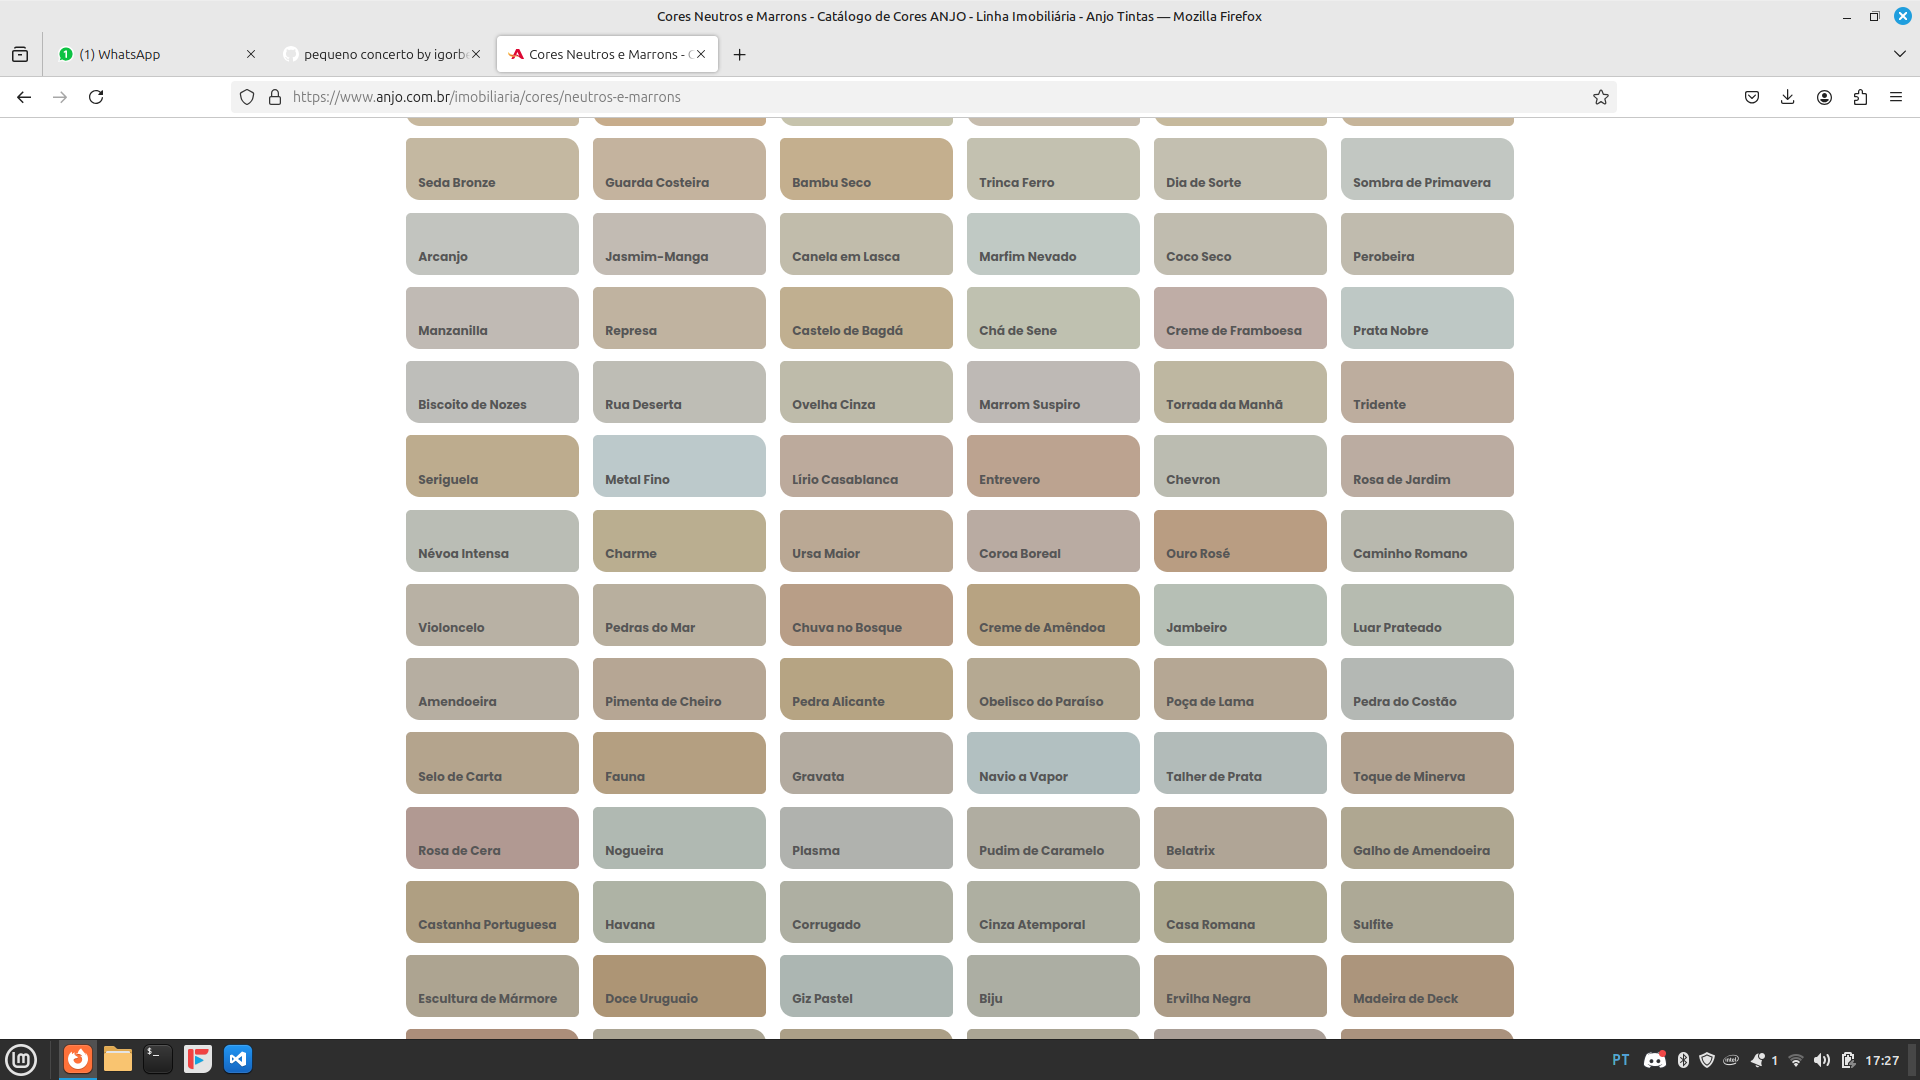 Cores Neutros e Marrons - Catálogo de Cores ANJO - Linha Imobiliária - Anjo Tintas — Mozilla Firefox
(1) WhatsApp
pequeno concerto by igorb
Cores Neutros e Marrons - C
https://www.anjo.com.br/imobiliaria/cores/neutros-e-marrons
Seda Bronze
Guarda Costeira
Bambu Seco
Trinca Ferro
Dia de Sorte
Sombra de Primavera
Arcanjo
Jasmim-Manga
Canela em Lasca
Marfim Nevado
Coco Seco
Perobeira
Manzanilla
Represa
Castelo de Bagdá
Chá de Sene
Creme de Framboesa
Prata Nobre
Biscoito de Nozes
Rua Deserta
Ovelha Cinza
Marrom Suspiro
Torrada da Manhã
Tridente
Seriguela
Metal Fino
Lírio Casablanca
Entrevero
Chevron
Rosa de Jardim
Névoa Intensa
Charme
Ursa Maior
Coroa Boreal
Ouro Rosé
Caminho Romano
Violoncelo
Pedras do Mar
Chuva no Bosque
Creme de Amêndoa
Jambeiro
Luar Prateado
Amendoeira
Pimenta de Cheiro
Pedra Alicante
Obelisco do Paraíso
Poça de Lama
Pedra do Costão
Selo de Carta
Fauna
Gravata
Navio a Vapor
Talher de Prata
Toque de Minerva
Rosa de Cera
Nogueira
Plasma
Pudim de Caramelo
Belatrix
Galho de Amendoeira
Castanha Portuguesa
Havana
Corrugado
Cinza Atemporal
Casa Romana
Sulfite
Escultura de Mármore
Doce Uruguaio
Giz Pastel
Biju
Ervilha Negra
Madeira de Deck
PT
1
17:27